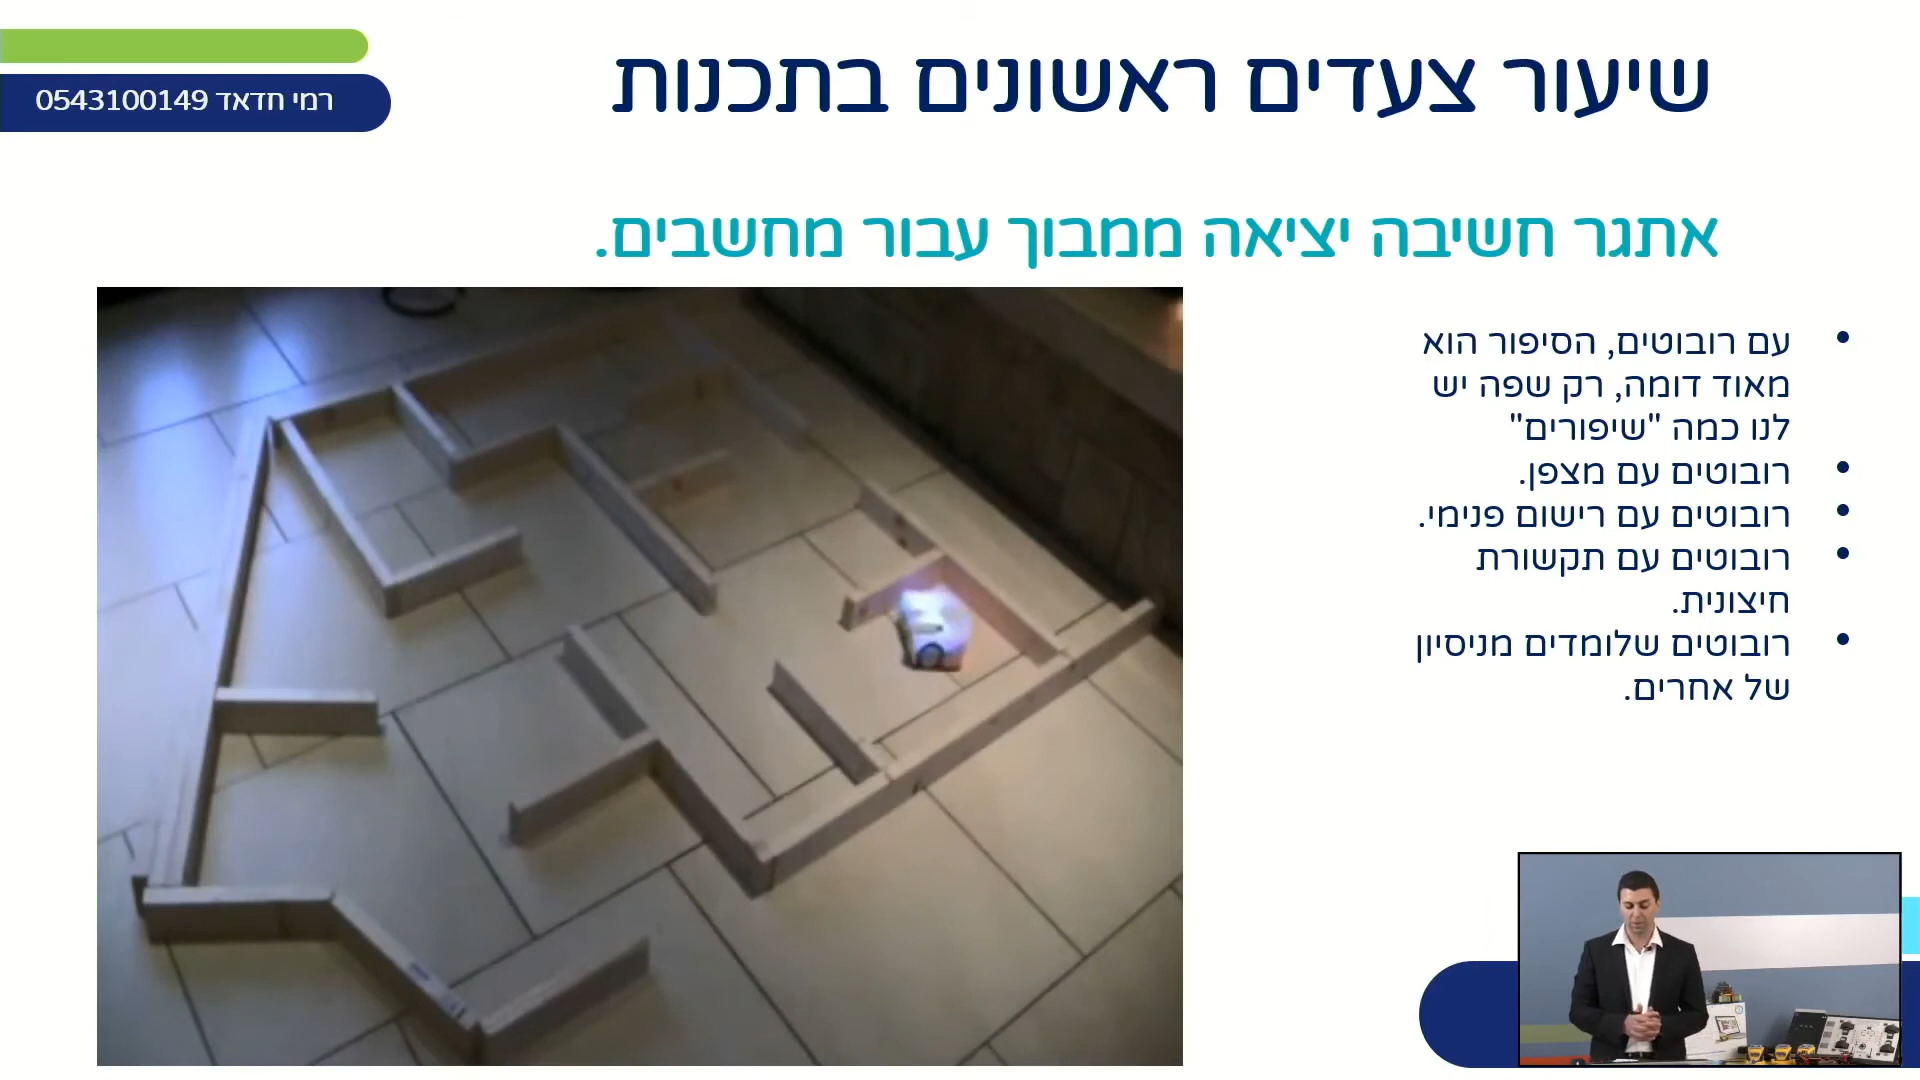 רמי חדאד 0543100149
שיעור צעדים ראשונים בתכנות
אתגר חשיבה יציאה ממבוך עבור מחשבים.
• עם רובוטים, הסיפור הוא
מאוד דומה, רק שפה יש
לנו כמה "שיפורים"
• רובוטים עם מצפן.
• רובוטים עם רישום פנימי.
• רובוטים עם תקשורת
חיצונית.
• רובוטים שלומדים מניסיון
של אחרים.